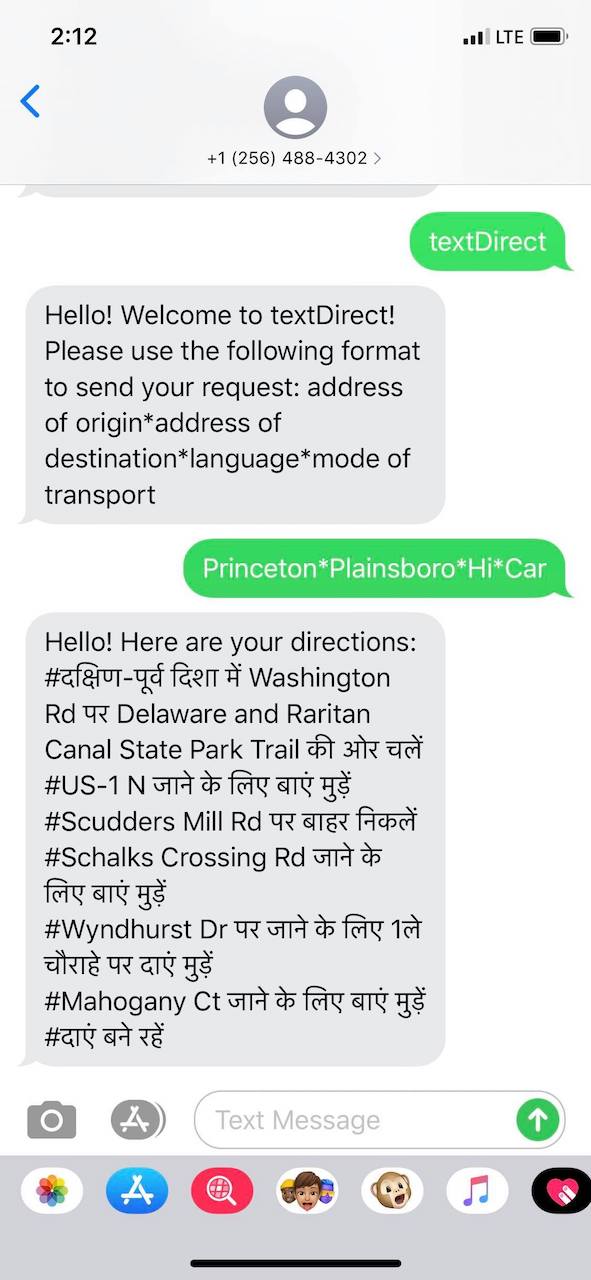 2:12
LTE
+1 (256) 488-4302
textDirect
Hello! Welcome to textDirect!
Please use the following format
to send your request: address
of origin*address of
destination*language*mode of
transport
Princeton*Plainsboro*Hi*Car
Hello! Here are your directions:
#दक्षिण-पूर्व दिशा में Washington
Rd पर Delaware and Raritan
Canal State Park Trail की ओर चलें
#US-1 N जाने के लिए बाएं मुड़ें
#Scudders Mill Rd पर बाहर निकलें
#Schalks Crossing Rd जाने के
लिए बाएं मुड़ें
#Wyndhurst Dr पर जाने के लिए 1ले
चौराहे पर दाएं मुड़ें
#Mahogany Ct जाने के लिए बाएं मुड़ें
#दाएं बने रहें
Text Message